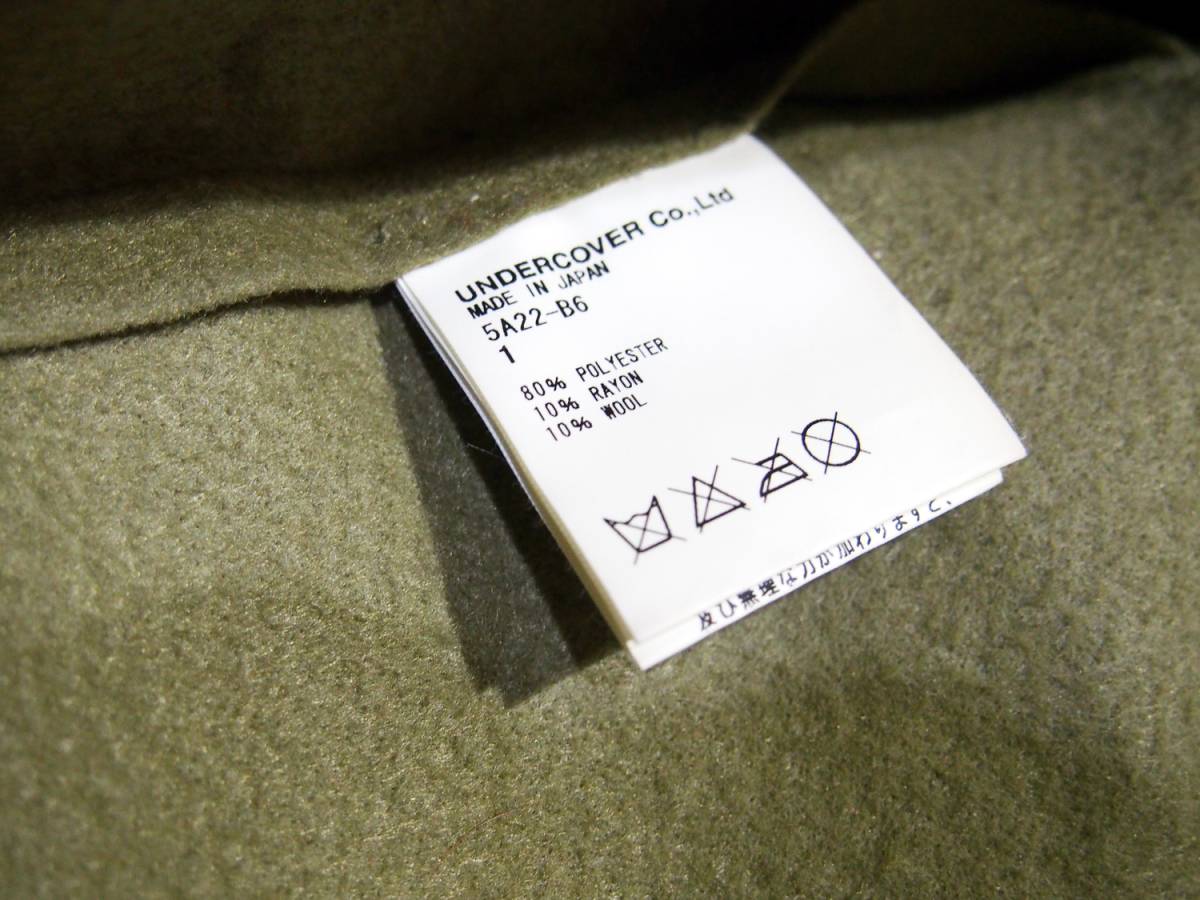 UNDERCOVER Co.,Ltd
MADE IN JAPAN
5A22-B6
1
80% POLYESTER
10% RAYON
10% WOOL
及び無理な力が加わりますと、